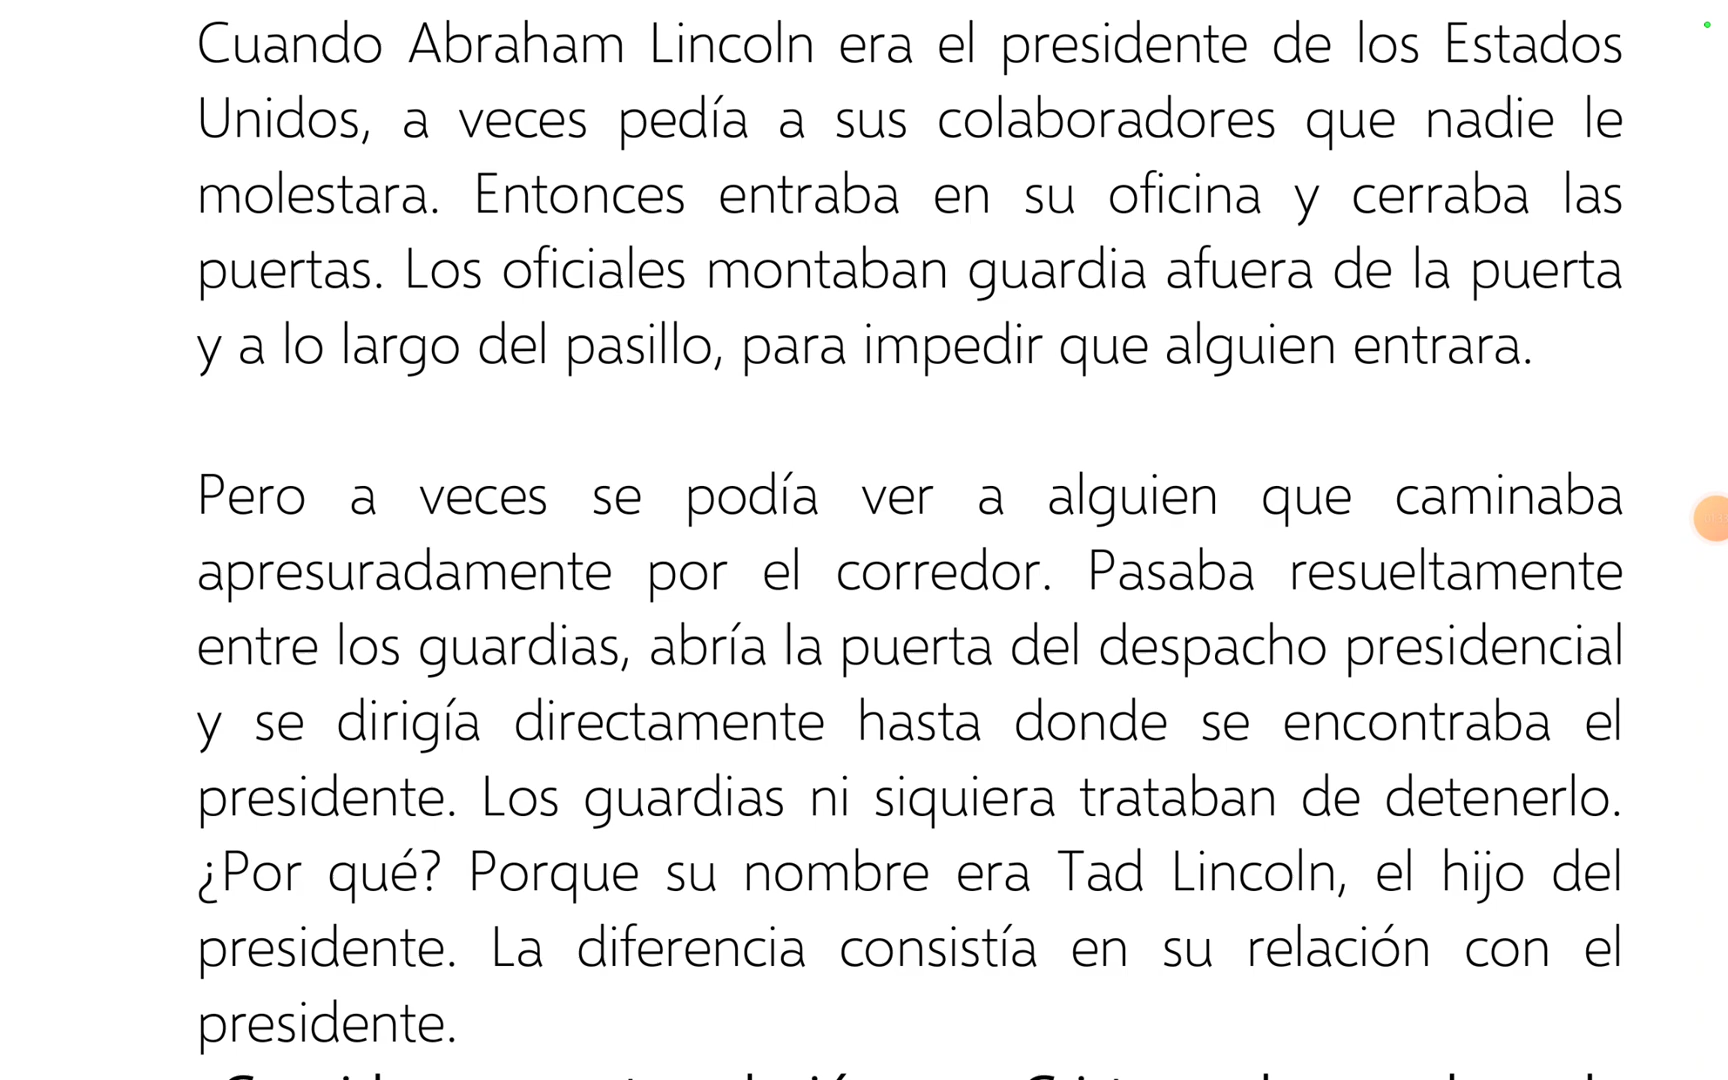 Cuando Abraham Lincoln era el presidente de los Estados
Unidos, a veces pedía a sus colaboradores que nadie le
molestara. Entonces entraba en su oficina y cerraba las
puertas. Los oficiales montaban guardia afuera de la puerta
y a lo largo del pasillo, para impedir que alguien entrara.
Pero a veces se podía ver a alguien que caminaba
apresuradamente por el corredor. Pasaba resueltamente
entre los guardias, abría la puerta del despacho presidencial
y se dirigía directamente hasta donde se encontraba el
presidente. Los guardias ni siquiera trataban de detenerlo.
¿Por qué? Porque su nombre era Tad Lincoln, el hijo del
presidente. La diferencia consistía en su relación con el
presidente.